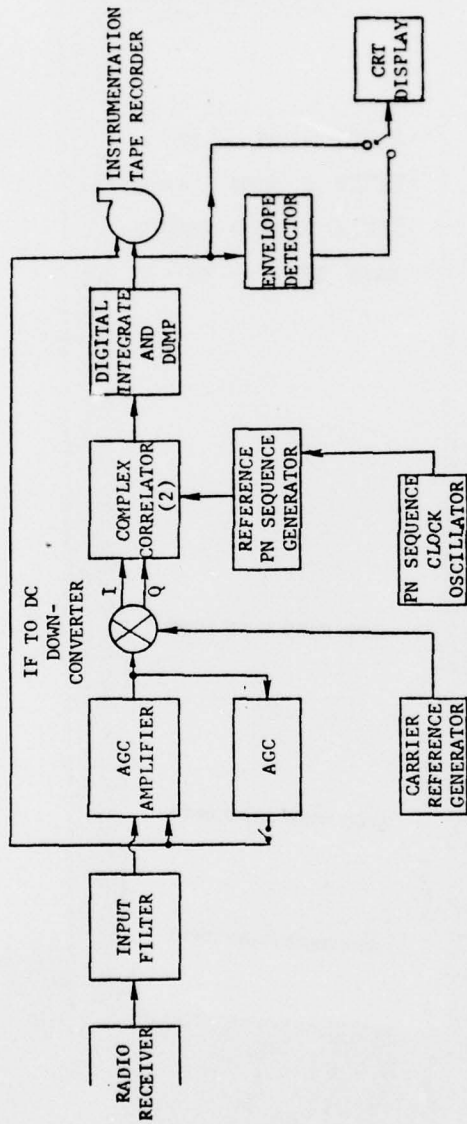 RADIO
RECEIVER
INPUT
FILTER
AGC
AMPLIFIER
AGC
IF TO DC
DOWN-
CONVERTER
I
Q
CARRIER
REFERENCE
GENERATOR
COMPLEX
CORRELATOR
(2)
REFERENCE
PN SEQUENCE
GENERATOR
PN SEQUENCE
CLOCK
OSCILLATOR
DIGITAL
INTEGRATE
AND
DUMP
INSTRUMENTATION
TAPE RECORDER
ENVELOPE
DETECTOR
CRT
DISPLAY